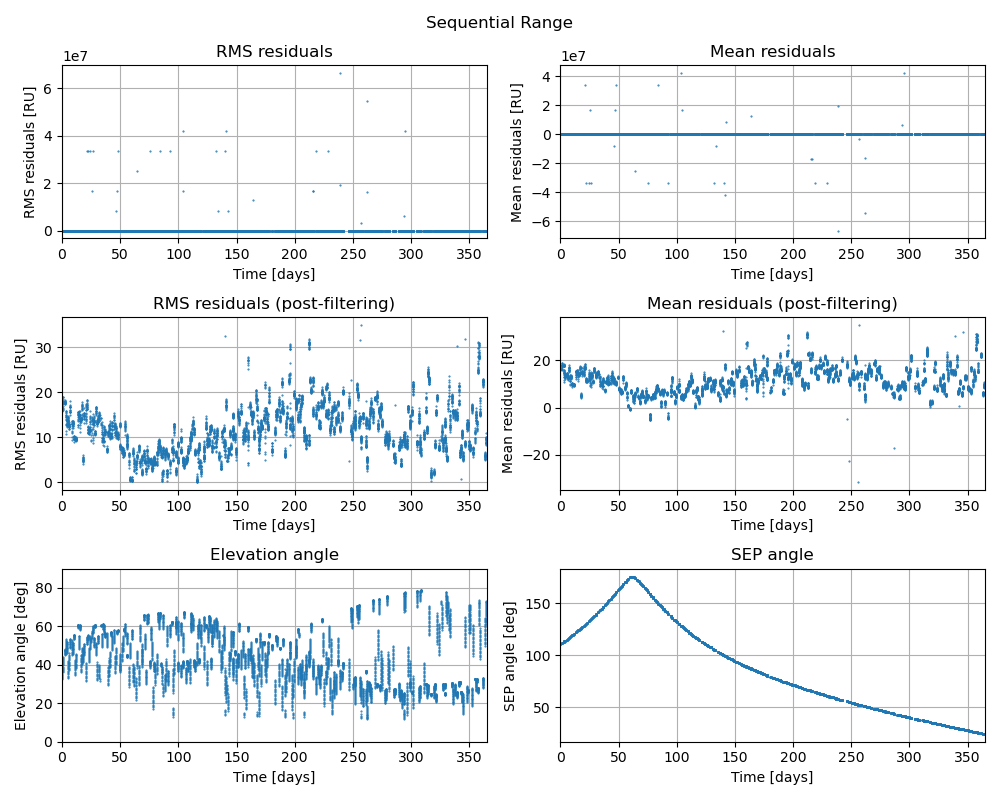 Sequential Range
RMS residuals
1e7
RMS residuals [RU]
6
4
2
0
0 50 100 150 200 250 300 350
Time [days]
Mean residuals
1e7
Mean residuals [RU]
4
2
0
−2
−4
−6
0 50 100 150 200 250 300 350
Time [days]
RMS residuals (post-filtering)
RMS residuals [RU]
30
20
10
0
0 50 100 150 200 250 300 350
Time [days]
Mean residuals (post-filtering)
Mean residuals [RU]
20
0
−20
0 50 100 150 200 250 300 350
Time [days]
Elevation angle
Elevation angle [deg]
80
60
40
20
0
0 50 100 150 200 250 300 350
Time [days]
SEP angle
SEP angle [deg]
150
100
50
0 50 100 150 200 250 300 350
Time [days]